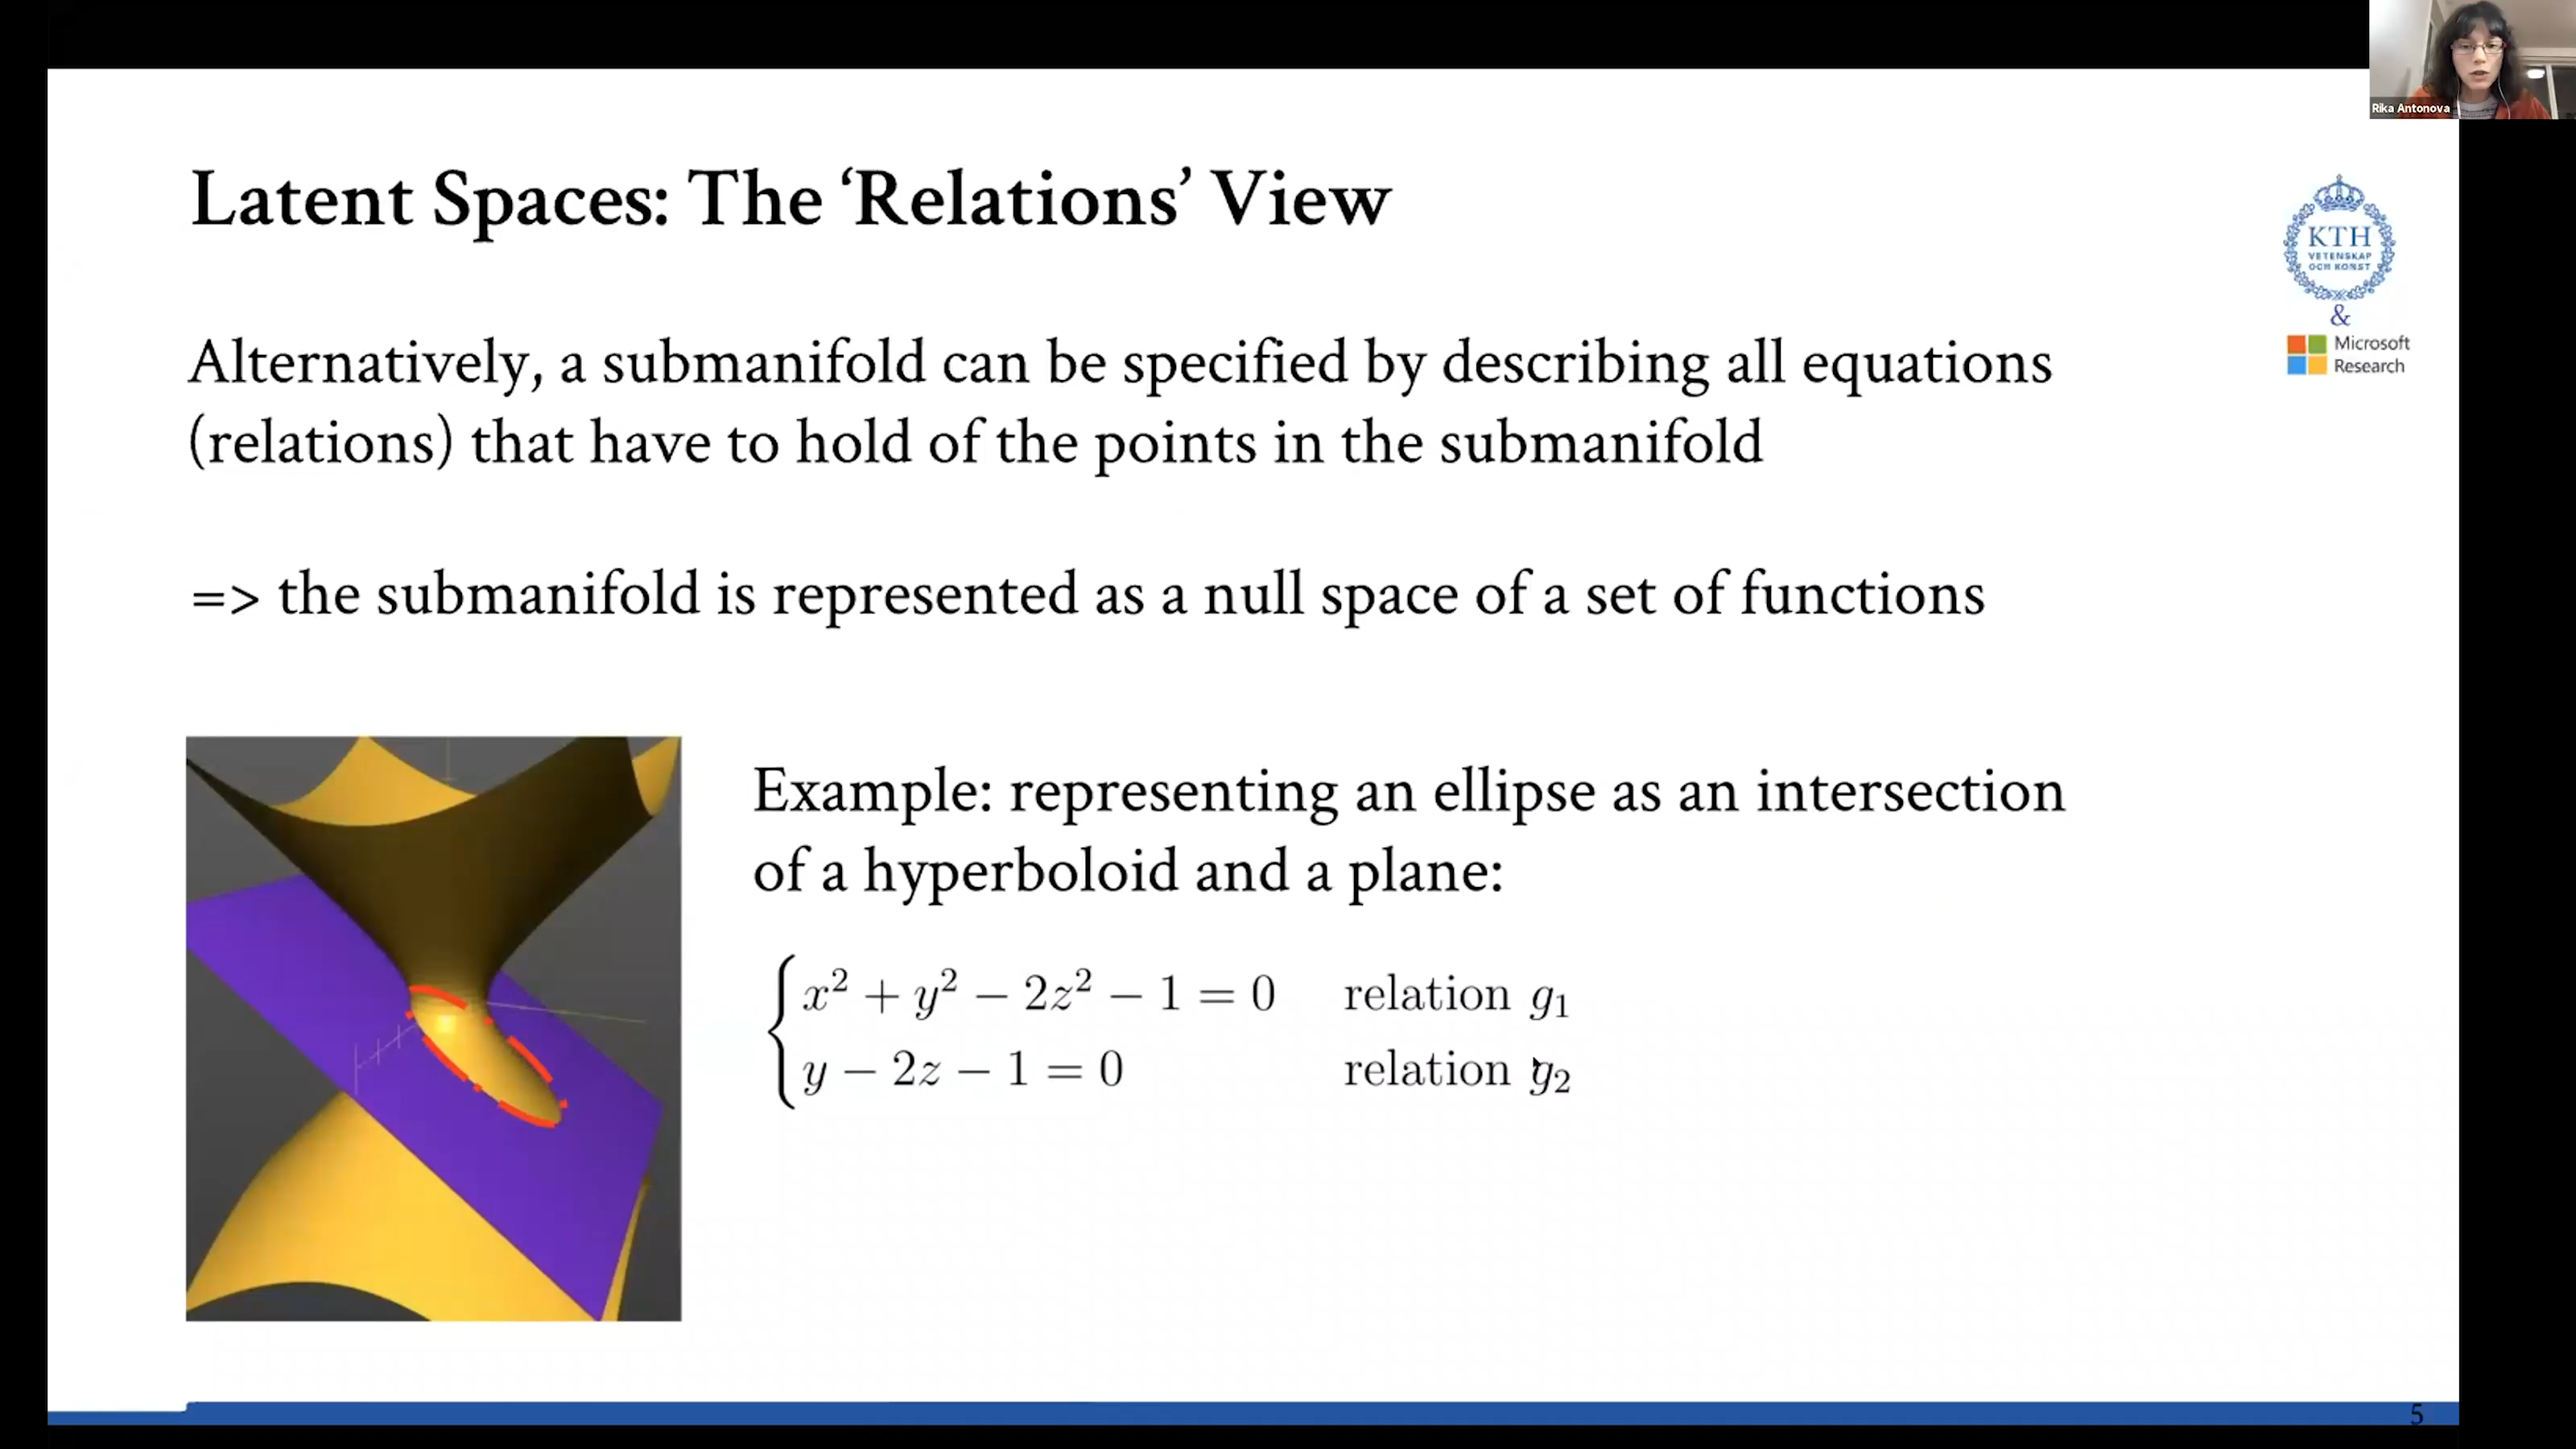 Rika Antonova
Latent Spaces: The ‘Relations’ View
KTH
VETENSKAP
OCH KONST
&
Microsoft
Research
Alternatively, a submanifold can be specified by describing all equations
(relations) that have to hold of the points in the submanifold
=> the submanifold is represented as a null space of a set of functions
Example: representing an ellipse as an intersection
of a hyperboloid and a plane:
x² + y² − 2z² − 1 = 0 relation g₁
y − 2z − 1 = 0 relation g₂
5